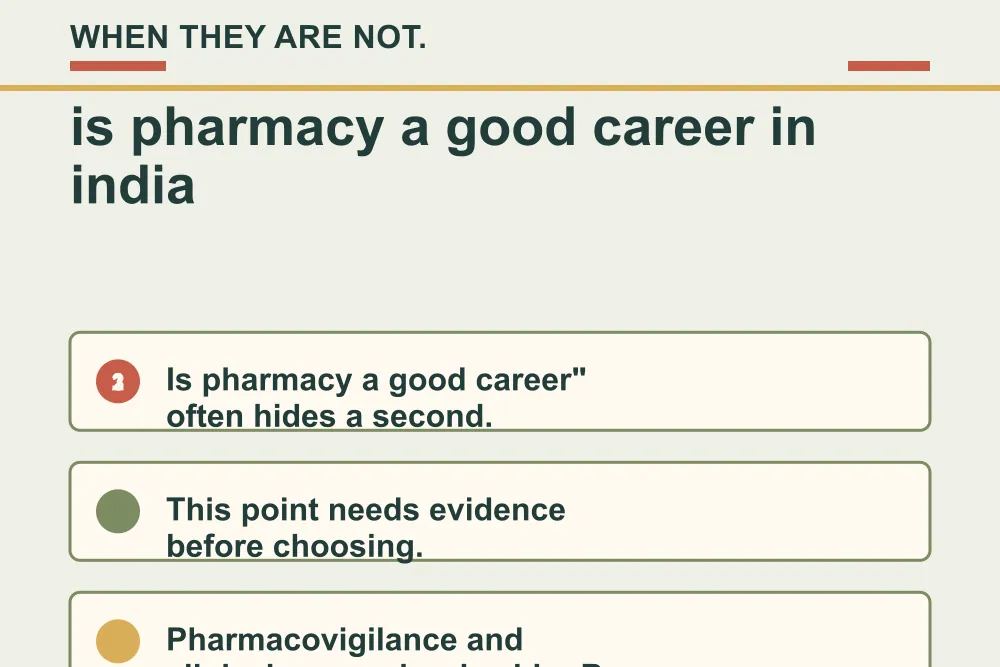 WHEN THEY ARE NOT.
is pharmacy a good career in
india
Is pharmacy a good career"
often hides a second.
This point needs evidence
before choosing.
Pharmacovigilance and